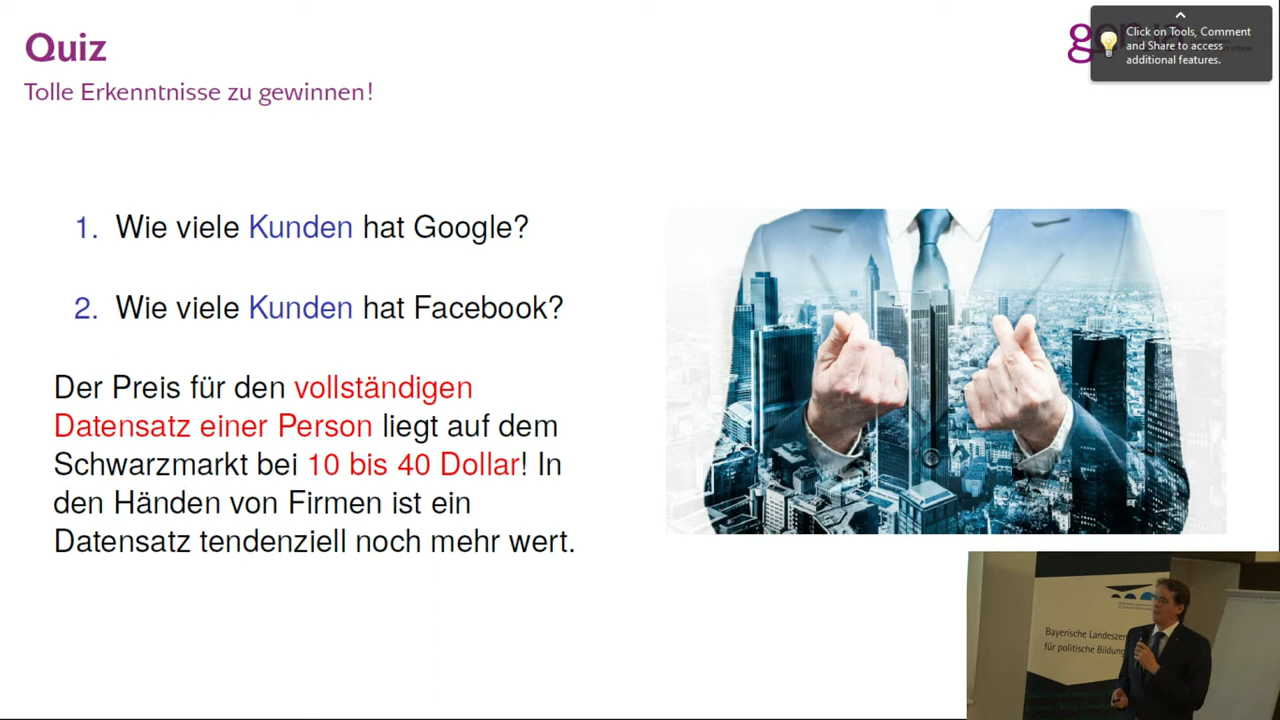 Quiz
Tolle Erkenntnisse zu gewinnen!
Click on Tools, Comment
and Share to access
additional features.
1. Wie viele Kunden hat Google?
2. Wie viele Kunden hat Facebook?
Der Preis für den vollständigen
Datensatz einer Person liegt auf dem
Schwarzmarkt bei 10 bis 40 Dollar! In
den Händen von Firmen ist ein
Datensatz tendenziell noch mehr wert.
Bayerische
für politische Bildung